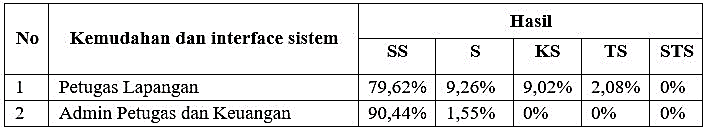 No Kemudahan dan interface sistem Hasil
SS S KS TS STS
1 Petugas Lapangan 79,62% 9,26% 9,02% 2,08% 0%
2 Admin Petugas dan Keuangan 90,44% 1,55% 0% 0% 0%